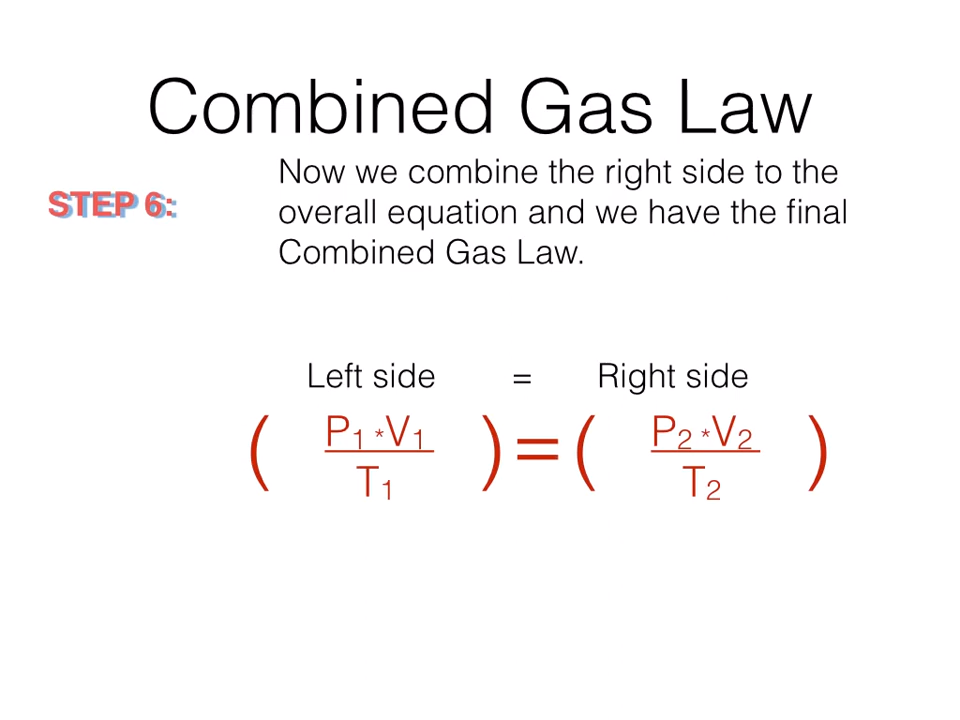 Combined Gas Law
STEP 6:
Now we combine the right side to the
overall equation and we have the final
Combined Gas Law.
Left side = Right side
( P₁ * V₁ ) = ( P₂ * V₂ )
T₁ T₂